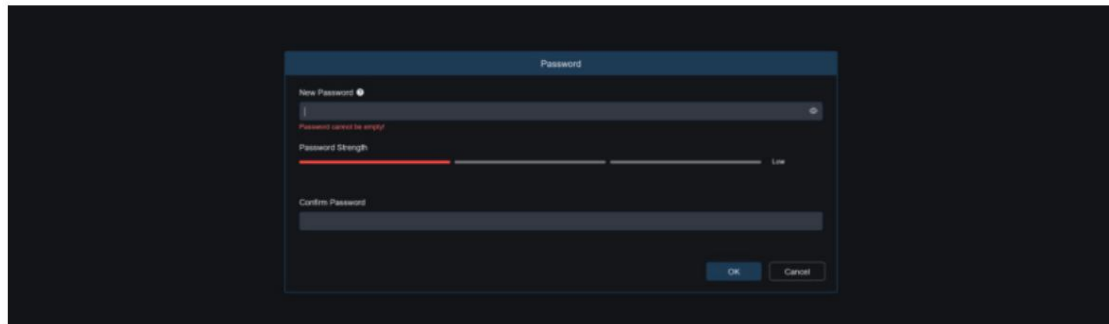 Password
New Password
Password cannot be empty!
Password Strength
Low
Confirm Password
OK Cancel